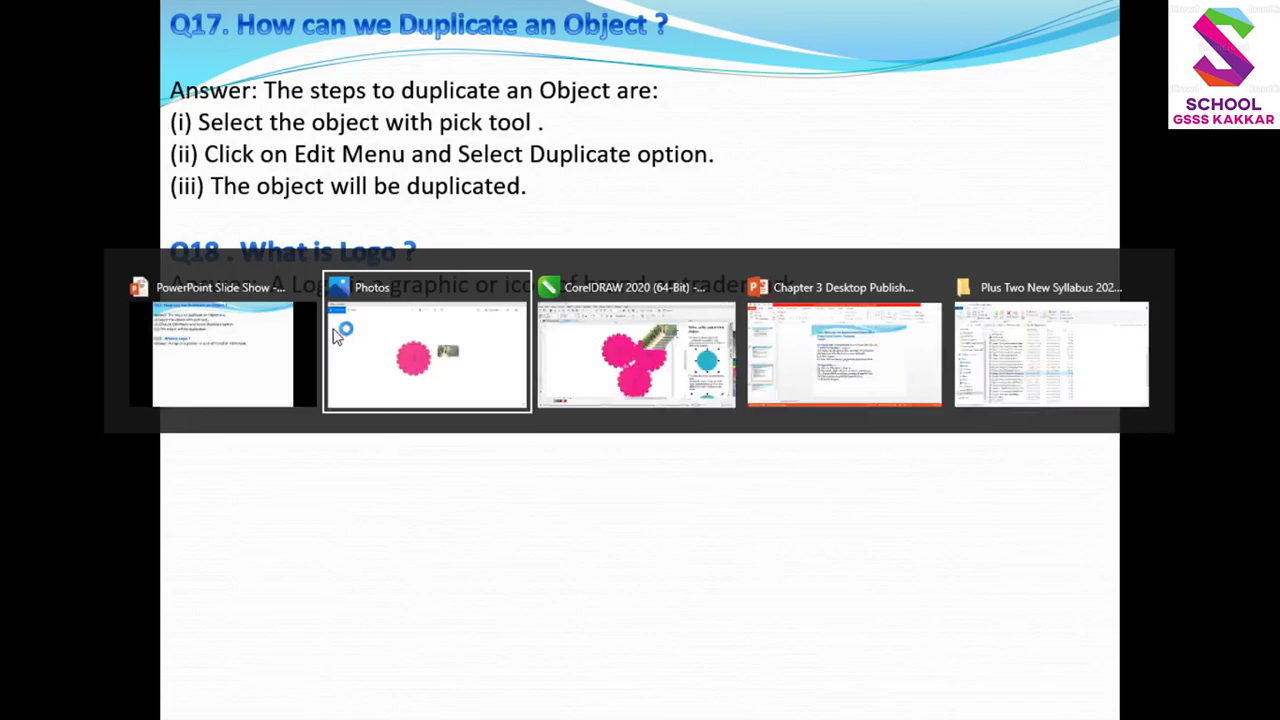 Q17. How can we Duplicate an Object ?
SCHOOL
GSSS KAKKAR
Answer: The steps to duplicate an Object are:
(i) Select the object with pick tool .
(ii) Click on Edit Menu and Select Duplicate option.
(iii) The object will be duplicated.
Q18 . What is Logo ?
PowerPoint Slide Show -...
Photos
CorelDRAW 2020 (64-Bit) -...
Chapter 3 Desktop Publish...
Plus Two New Syllabus 202...